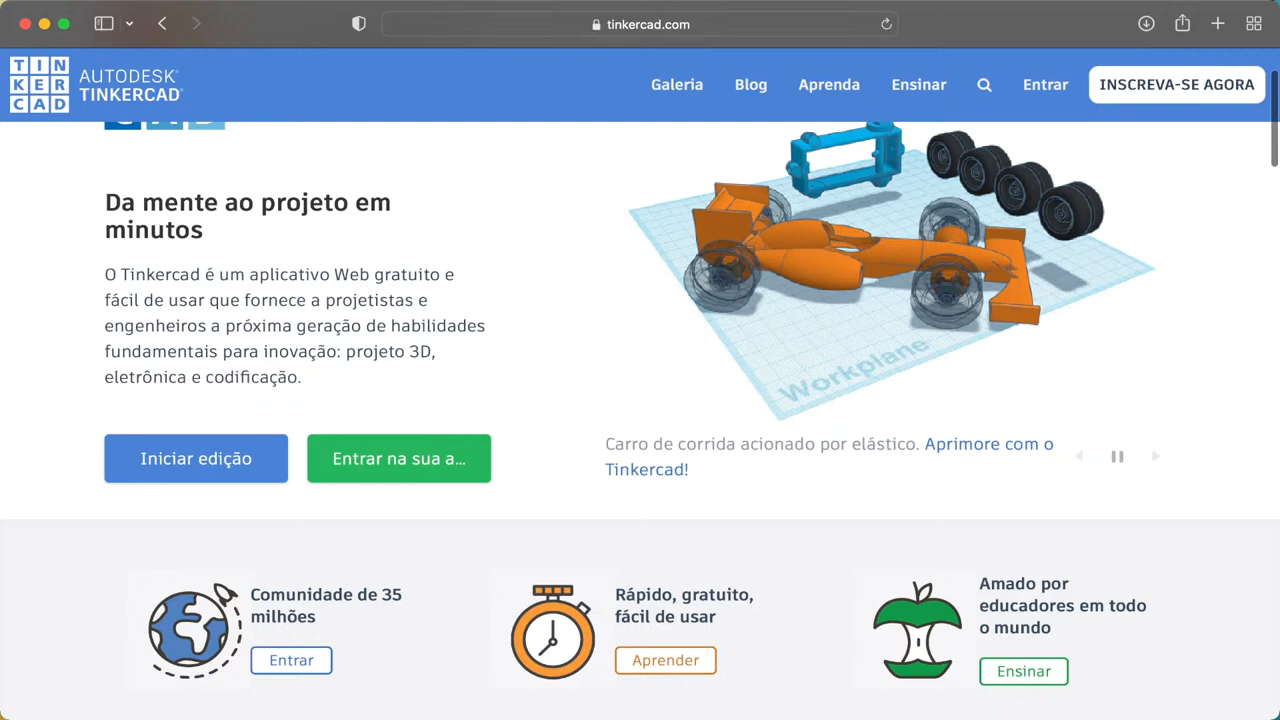 tinkercad.com
TIN
KER
CAD
AUTODESK®
TINKERCAD®
Galeria
Blog
Aprenda
Ensinar
Entrar
INSCREVA-SE AGORA
Da mente ao projeto em
minutos
O Tinkercad é um aplicativo Web gratuito e
fácil de usar que fornece a projetistas e
engenheiros a próxima geração de habilidades
fundamentais para inovação: projeto 3D,
eletrônica e codificação.
Iniciar edição
Entrar na sua a...
Workplane
Carro de corrida acionado por elástico. Aprimore com o
Tinkercad!
Comunidade de 35
milhões
Entrar
Rápido, gratuito,
fácil de usar
Aprender
Amado por
educadores em todo
o mundo
Ensinar